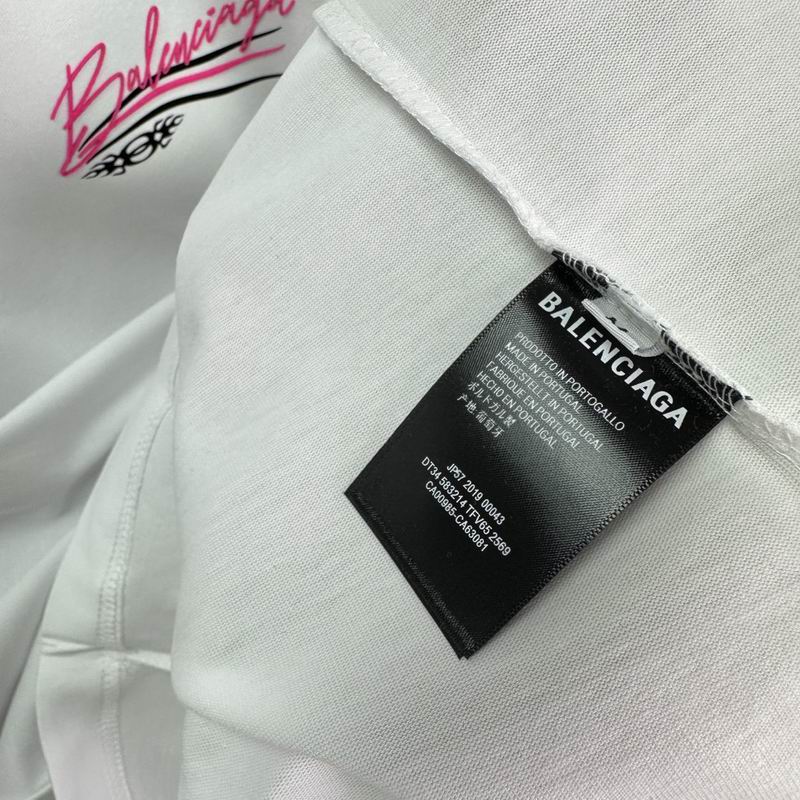 Balenciaga
BALENCIAGA
PRODOTTO IN PORTOGALLO
MADE IN PORTUGAL
HERGESTELLT IN PORTUGAL
FABRIQUÉ EN PORTUGAL
HECHO EN PORTUGAL
ポルトガル製
产地 葡萄牙
JP57 2019 00043
DT34 583214 TFV65 2569
CA00985-CA63081